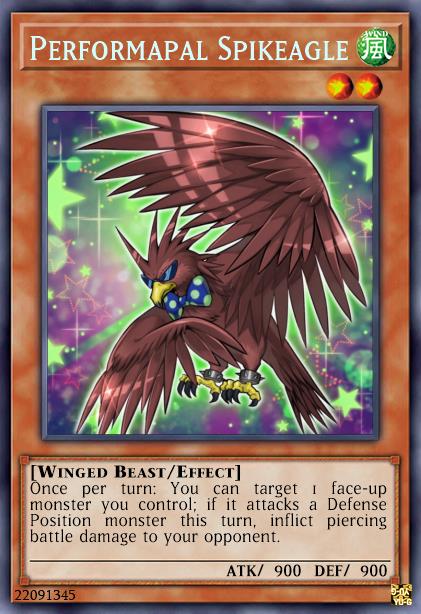 Performapal Spikeagle
WIND
風
[Winged Beast/Effect]
Once per turn: You can target 1 face-up
monster you control; if it attacks a Defense
Position monster this turn, inflict piercing
battle damage to your opponent.
ATK/ 900 DEF/ 900
22091345